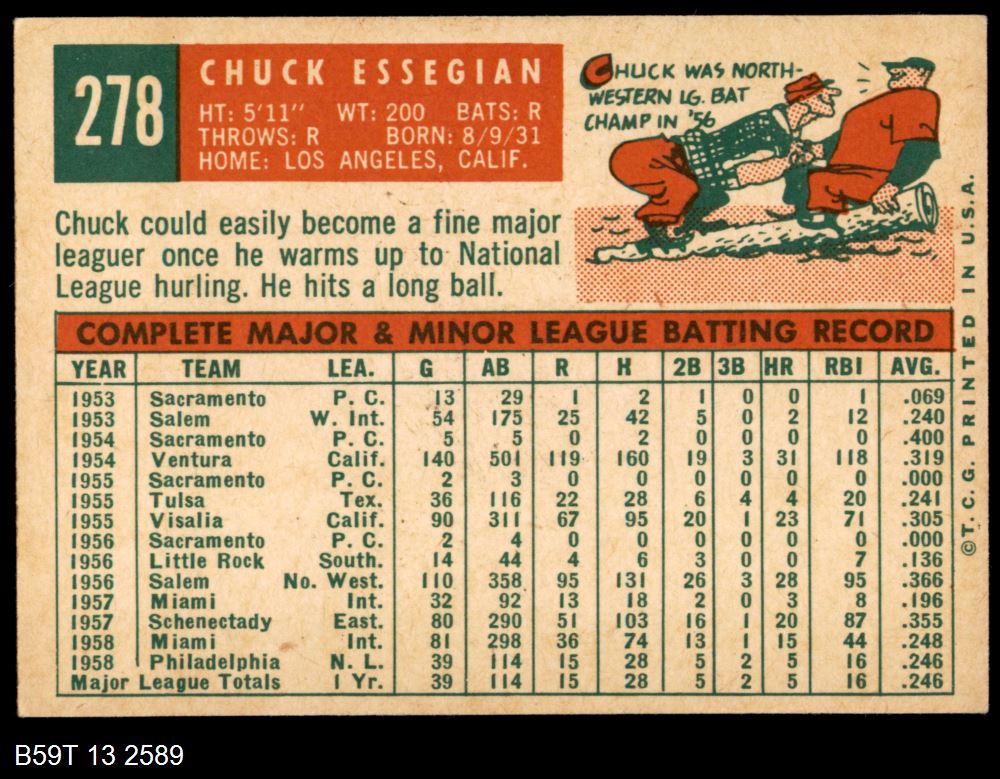 278
CHUCK ESSEGIAN
HT: 5'11" WT: 200 BATS: R
THROWS: R BORN: 8/9/31
HOME: LOS ANGELES, CALIF.
CHUCK WAS NORTH-
WESTERN LG. BAT
CHAMP IN '56
Chuck could easily become a fine major
leaguer once he warms up to National
League hurling. He hits a long ball.
COMPLETE MAJOR & MINOR LEAGUE BATTING RECORD
YEAR TEAM LEA. G AB R H 2B 3B HR RBI AVG.
1953 Sacramento P. C. 13 29 1 2 1 0 0 1 .069
1953 Salem W. Int. 54 175 25 42 5 0 2 12 .240
1954 Sacramento P. C. 5 5 0 2 0 0 0 0 .400
1954 Ventura Calif. 140 501 119 160 19 3 31 118 .319
1955 Sacramento P. C. 2 3 0 0 0 0 0 0 .000
1955 Tulsa Tex. 36 116 22 28 6 4 4 20 .241
1955 Visalia Calif. 90 311 67 95 20 1 23 71 .305
1956 Sacramento P. C. 2 4 0 0 0 0 0 0 .000
1956 Little Rock South. 14 44 4 6 3 0 0 7 .136
1956 Salem No. West. 110 358 95 131 26 3 28 95 .366
1957 Miami Int. 32 92 13 18 2 0 3 8 .196
1957 Schenectady East. 80 290 51 103 16 1 20 87 .355
1958 Miami Int. 81 298 36 74 13 1 15 44 .248
1958 Philadelphia N. L. 39 114 15 28 5 2 5 16 .246
Major League Totals 1 Yr. 39 114 15 28 5 2 5 16 .246
© T. C. G. PRINTED IN U. S. A.
B59T 13 2589